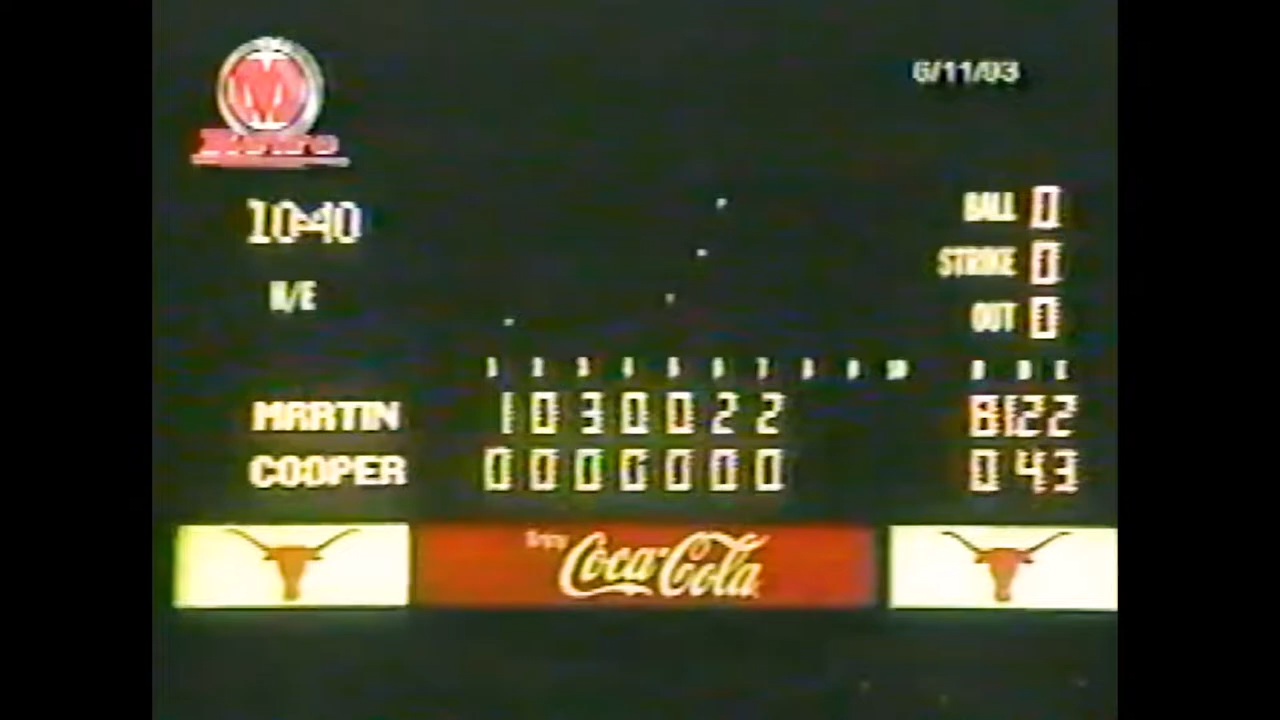 6/11/03
10:40
BALL 0
STRIKE 0
OUT 0
H/E
1 2 3 4 5 6 7 8 9 10
MARTIN 1 0 3 0 0 2 2 8 12 2
COOPER 0 0 0 0 0 0 0 0 4 3
Enjoy
Coca-Cola